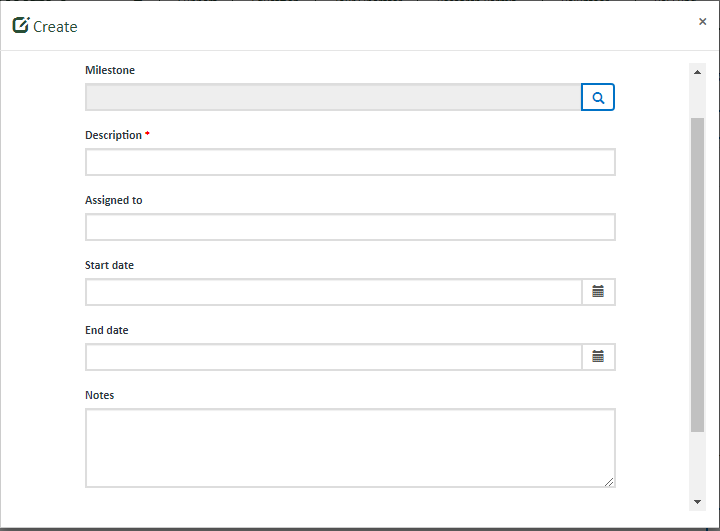 Create
×
Milestone
Description *
Assigned to
Start date
End date
Notes